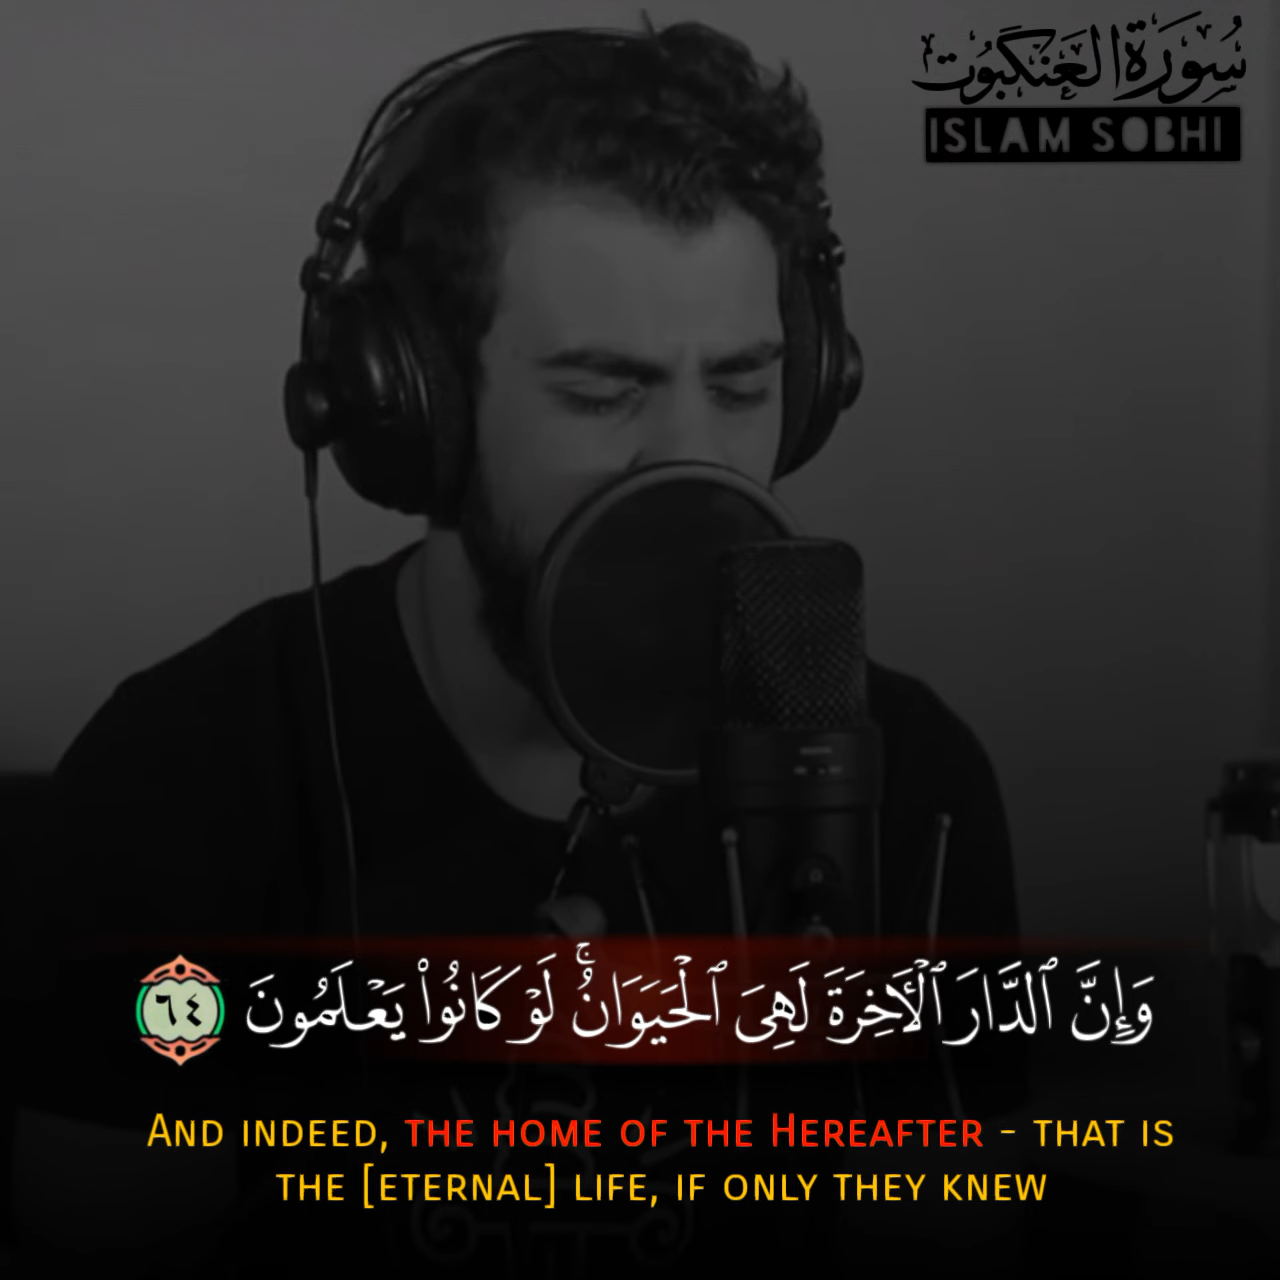 سُورَةُ العَنكَبُوت
ISLAM SOBHI
وَإِنَّ ٱلدَّارَ ٱلْأَخِرَةَ لَهِىَ ٱلْحَيَوَانُ ۚ لَوْ كَانُوا۟ يَعْلَمُونَ ٦٤
AND INDEED, THE HOME OF THE HEREAFTER - THAT IS
THE [ETERNAL] LIFE, IF ONLY THEY KNEW